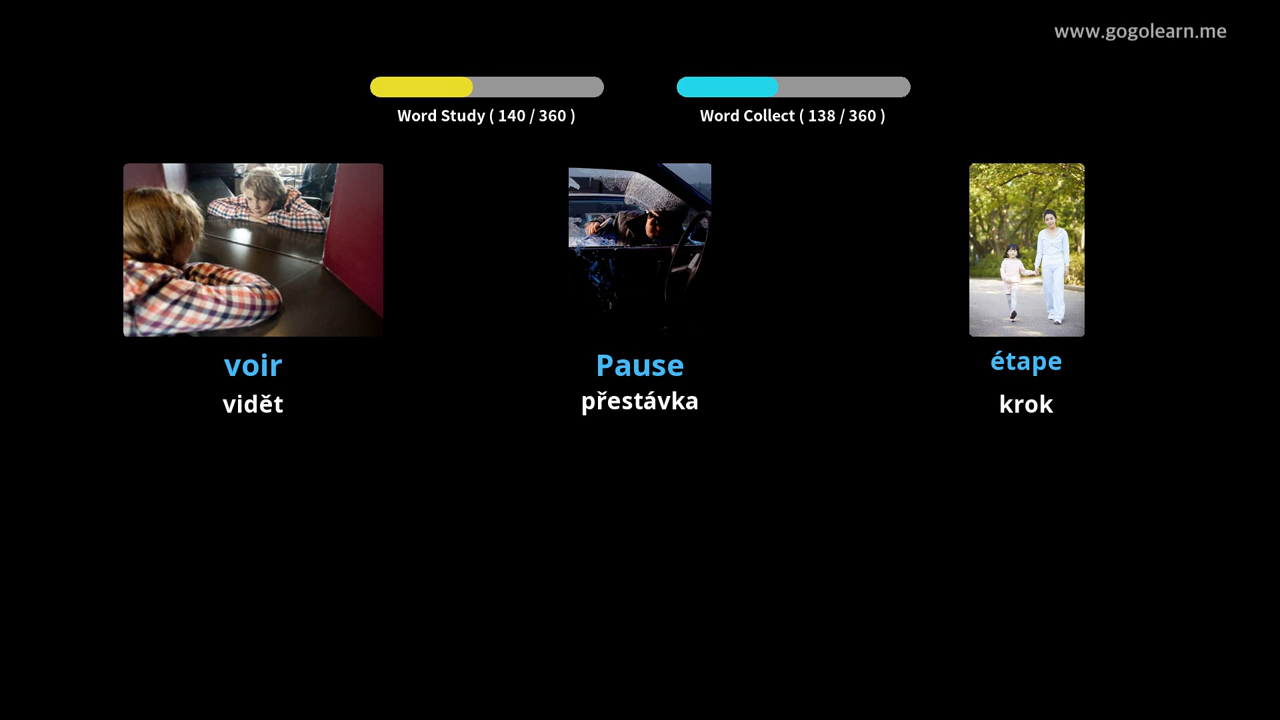 www.gogolearn.me
Word Study ( 140 / 360 )
Word Collect ( 138 / 360 )
voir
vidět
Pause
přestávka
étape
krok